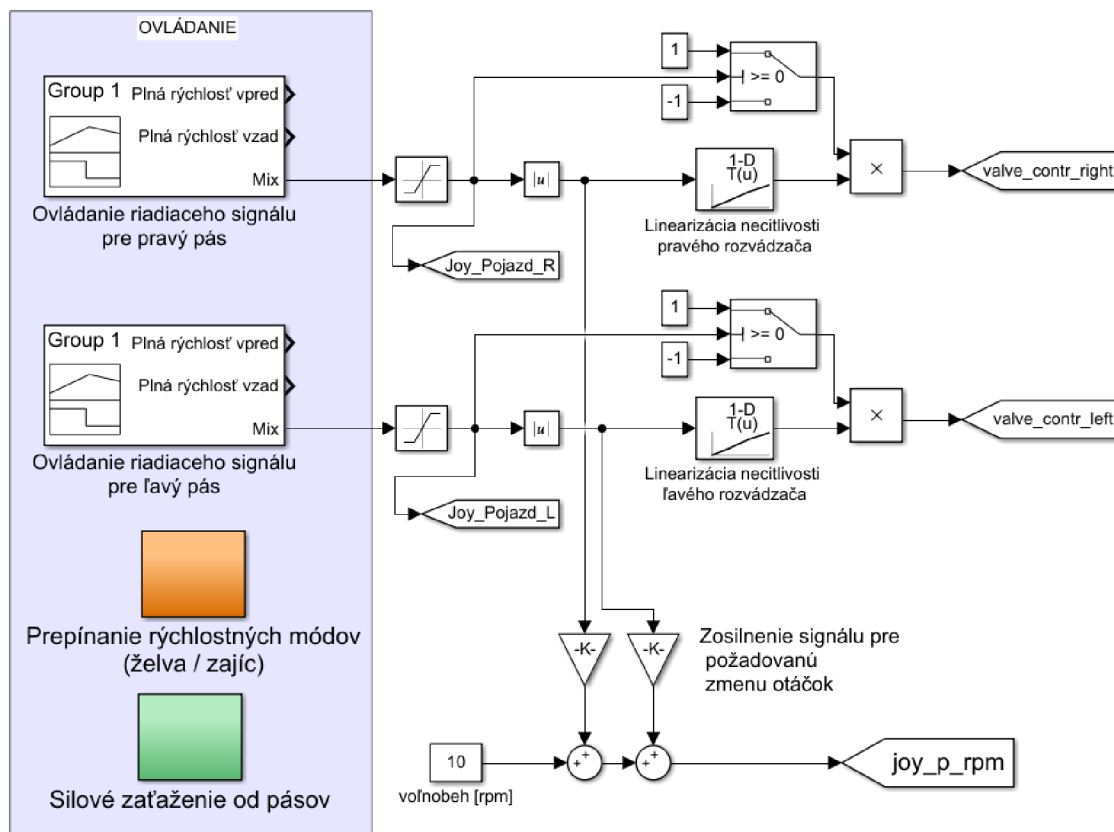 OVLÁDANIE
Group 1
Plná rýchlosť vpred
Plná rýchlosť vzad
Mix
Ovládanie riadiaceho signálu
pre pravý pás
|u|
Joy_Pojazd_R
1
-1
>= 0
1-D
T(u)
Linearizácia necitlivosti
pravého rozvádzača
×
valve_contr_right
Group 1
Plná rýchlosť vpred
Plná rýchlosť vzad
Mix
Ovládanie riadiaceho signálu
pre ľavý pás
|u|
Joy_Pojazd_L
1
-1
>= 0
1-D
T(u)
Linearizácia necitlivosti
ľavého rozvádzača
×
valve_contr_left
Prepínanie rýchlostných módov
(želva / zajíc)
Silové zaťaženie od pásov
-K-
-K-
Zosilnenie signálu pre
požadovanú
zmenu otáčok
10
voľnobeh [rpm]
+
+
+
+
joy_p_rpm